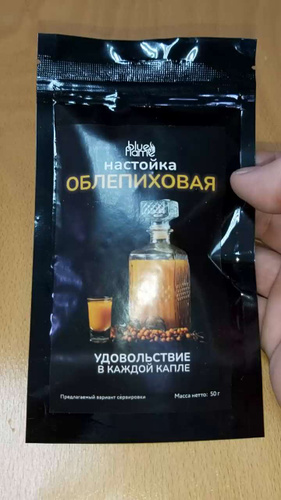 blue
flame
настойка
ОБЛЕПИХОВАЯ
УДОВОЛЬСТВИЕ
В КАЖДОЙ КАПЛЕ
Предлагаемый вариант сервировки
Масса нетто: 50 г